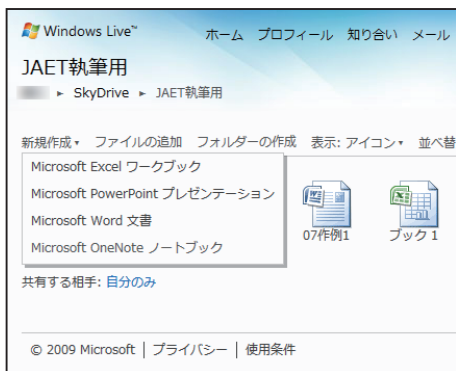 Windows Live™
ホーム プロフィール 知り合い メール
JAET執筆用
▸ SkyDrive ▸ JAET執筆用
新規作成▾ ファイルの追加 フォルダーの作成 表示: アイコン▾ 並べ替
Microsoft Excel ワークブック
Microsoft PowerPoint プレゼンテーション
Microsoft Word 文書
Microsoft OneNote ノートブック
07作例1 ブック 1
共有する相手: 自分のみ
© 2009 Microsoft | プライバシー | 使用条件